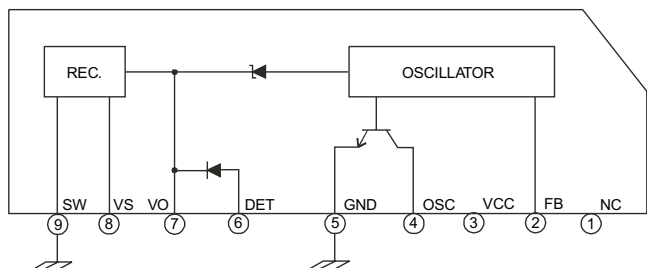 REC.
OSCILLATOR
SW VS VO DET GND OSC VCC FB NC
9 8 7 6 5 4 3 2 1